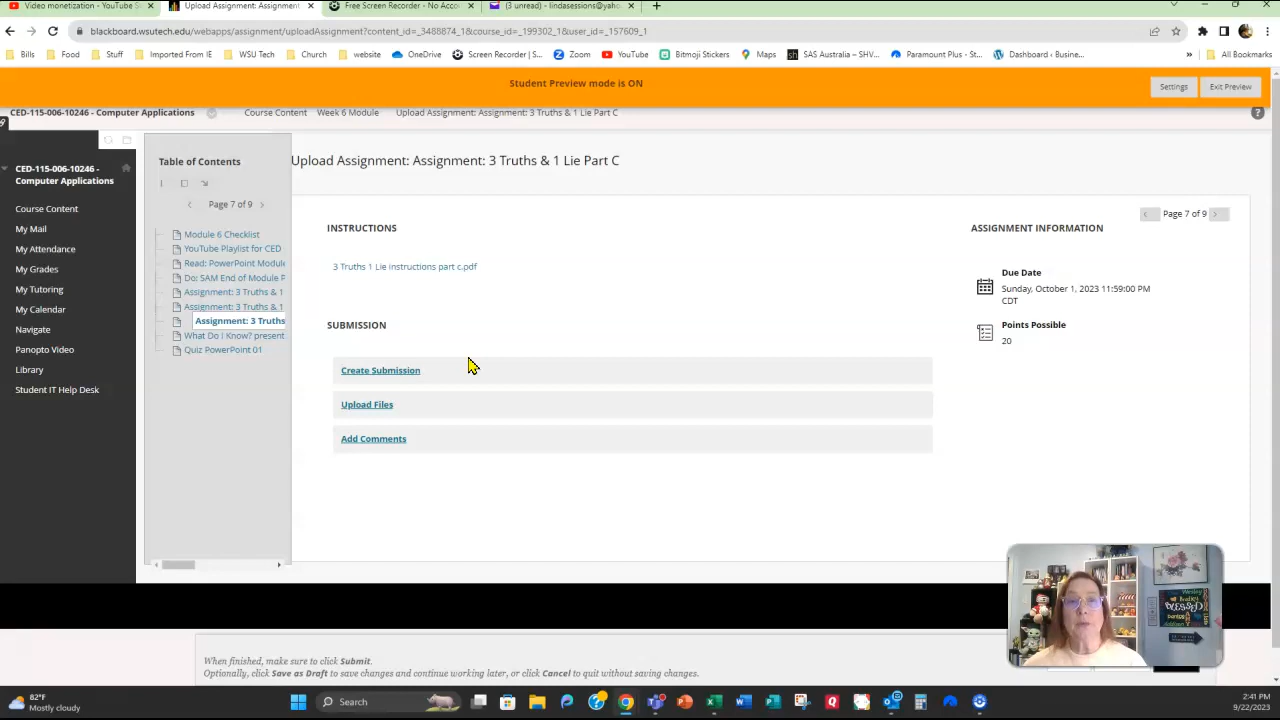 Video monetization - YouTube S
Upload Assignment: Assignment:
Free Screen Recorder - No Acco
(3 unread) - lindasessions@yaho
blackboard.wsutech.edu/webapps/assignment/uploadAssignment?content_id=_3488874_1&course_id=_199302_1&user_id=_157609_1
Bills Food Stuff Imported From IE WSU Tech Church website OneDrive Screen Recorder | S... Zoom YouTube Bitmoji Stickers Maps SAS Australia – SHV... Paramount Plus - St... Dashboard ‹ Busine... » All Bookmarks
Student Preview mode is ON
Settings
Exit Preview
CED-115-006-10246 - Computer Applications
Course Content
Week 6 Module
Upload Assignment: Assignment: 3 Truths & 1 Lie Part C
CED-115-006-10246 -
Computer Applications
Course Content
My Mail
My Attendance
My Grades
My Tutoring
My Calendar
Navigate
Panopto Video
Library
Student IT Help Desk
Table of Contents
Page 7 of 9
Module 6 Checklist
YouTube Playlist for CED
Read: PowerPoint Module
Do: SAM End of Module P
Assignment: 3 Truths & 1
Assignment: 3 Truths & 1
Assignment: 3 Truths
What Do I Know? present
Quiz PowerPoint 01
Upload Assignment: Assignment: 3 Truths & 1 Lie Part C
Page 7 of 9
INSTRUCTIONS
3 Truths 1 Lie instructions part c.pdf
SUBMISSION
Create Submission
Upload Files
Add Comments
ASSIGNMENT INFORMATION
Due Date
Sunday, October 1, 2023 11:59:00 PM
CDT
Points Possible
20
BLESSED
When finished, make sure to click Submit.
Optionally, click Save as Draft to save changes and continue working later, or click Cancel to quit without saving changes.
82°F
Mostly cloudy
Search
2:41 PM
9/22/2023